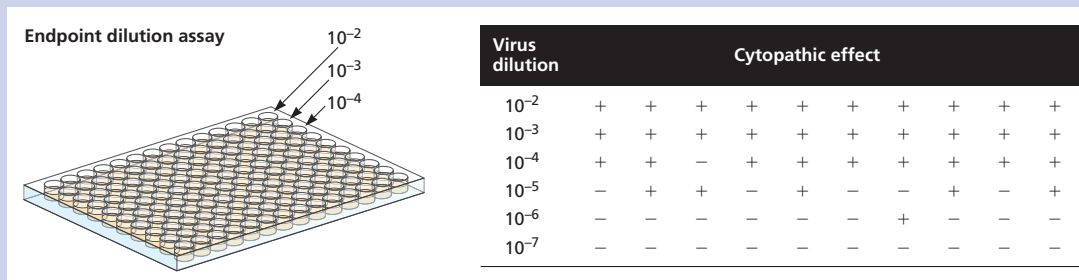 Endpoint dilution assay
10⁻²
10⁻³
10⁻⁴
Virus dilution Cytopathic effect
10⁻² + + + + + + + + + +
10⁻³ + + + + + + + + + +
10⁻⁴ + + − + + + + + + +
10⁻⁵ − + + − + − − + − +
10⁻⁶ − − − − − − + − − −
10⁻⁷ − − − − − − − − − −